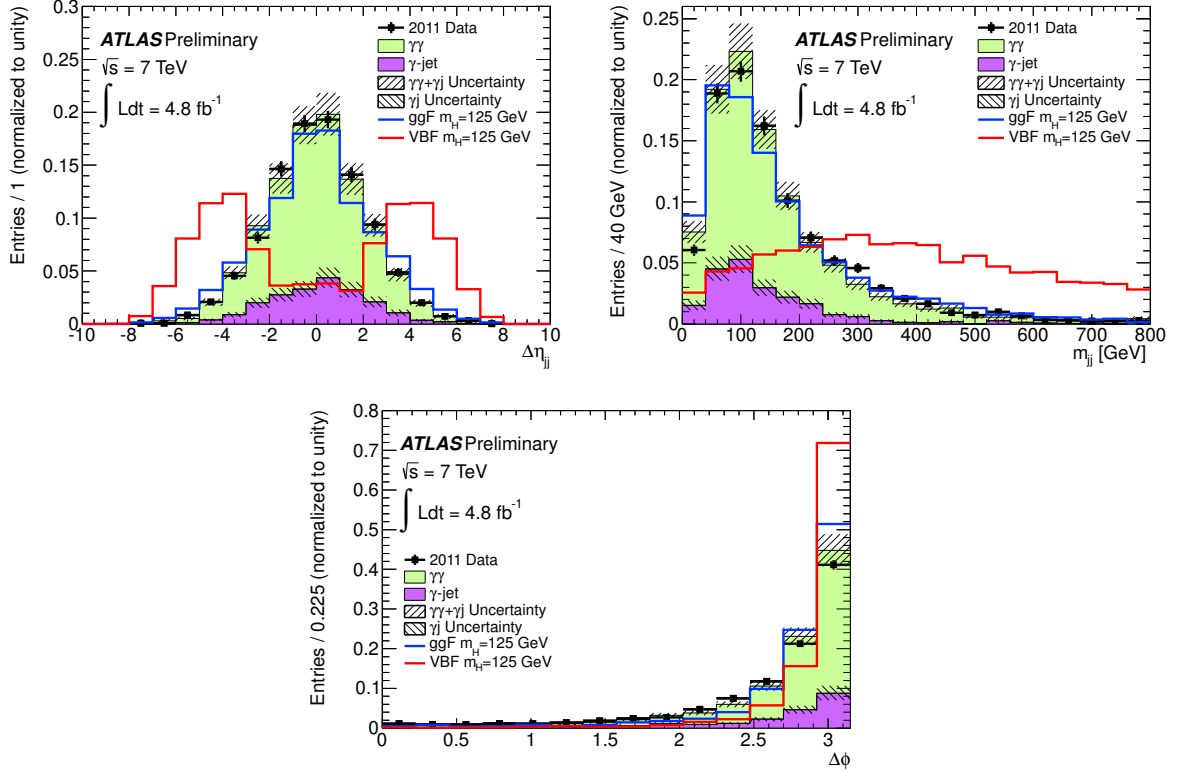 Entries / 1 (normalized to unity)
0.3
0.25
0.2
0.15
0.1
0.05
0
ATLAS Preliminary
√s = 7 TeV
∫ Ldt = 4.8 fb⁻¹
2011 Data
γγ
γ-jet
γγ+γj Uncertainty
γj Uncertainty
ggF m_H=125 GeV
VBF m_H=125 GeV
-10 -8 -6 -4 -2 0 2 4 6 8 10
Δη_jj
Entries / 40 GeV (normalized to unity)
0.25
0.2
0.15
0.1
0.05
0
ATLAS Preliminary
√s = 7 TeV
∫ Ldt = 4.8 fb⁻¹
2011 Data
γγ
γ-jet
γγ+γj Uncertainty
γj Uncertainty
ggF m_H=125 GeV
VBF m_H=125 GeV
0 100 200 300 400 500 600 700 800
m_jj [GeV]
Entries / 0.225 (normalized to unity)
0.8
0.7
0.6
0.5
0.4
0.3
0.2
0.1
0
ATLAS Preliminary
√s = 7 TeV
∫ Ldt = 4.8 fb⁻¹
2011 Data
γγ
γ-jet
γγ+γj Uncertainty
γj Uncertainty
ggF m_H=125 GeV
VBF m_H=125 GeV
0 0.5 1 1.5 2 2.5 3
Δϕ